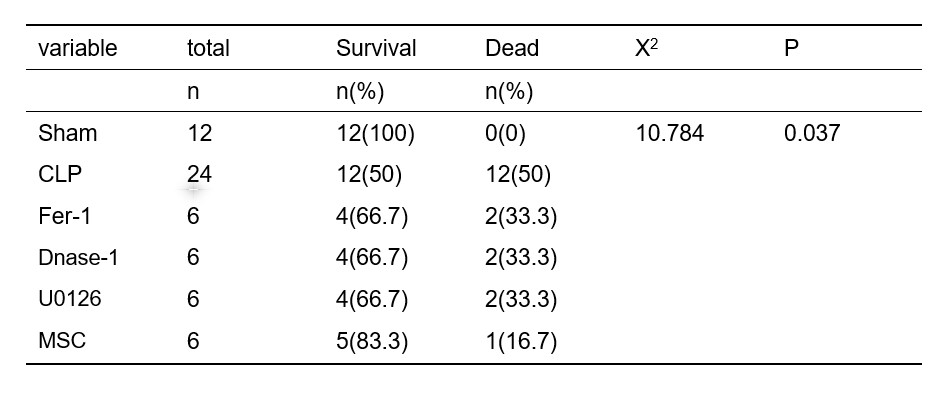 variable total Survival Dead X² P
n n(%) n(%)
Sham 12 12(100) 0(0) 10.784 0.037
CLP 24 12(50) 12(50)
Fer-1 6 4(66.7) 2(33.3)
Dnase-1 6 4(66.7) 2(33.3)
U0126 6 4(66.7) 2(33.3)
MSC 6 5(83.3) 1(16.7)